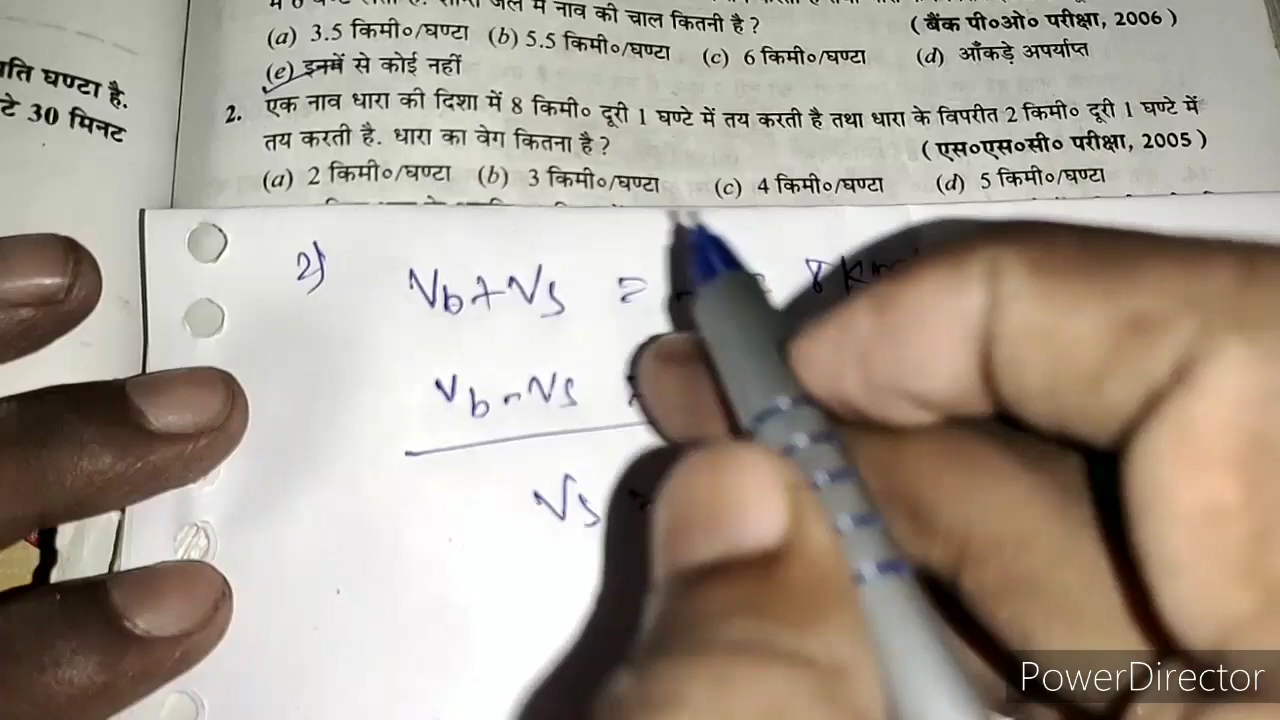 में नाव की चाल कितनी है ?
( बैंक पी०ओ० परीक्षा, 2006 )
(a) 3.5 किमी०/घण्टा (b) 5.5 किमी०/घण्टा (c) 6 किमी०/घण्टा (d) आँकड़े अपर्याप्त
(e) इनमें से कोई नहीं
घण्टा है.
30 मिनट
2. एक नाव धारा की दिशा में 8 किमी० दूरी 1 घण्टे में तय करती है तथा धारा के विपरीत 2 किमी० दूरी 1 घण्टे में
तय करती है. धारा का वेग कितना है ?
( एस०एस०सी० परीक्षा, 2005 )
(a) 2 किमी०/घण्टा (b) 3 किमी०/घण्टा (c) 4 किमी०/घण्टा (d) 5 किमी०/घण्टा
2) Vb+Vs = 8
Vb-Vs
Vs
PowerDirector